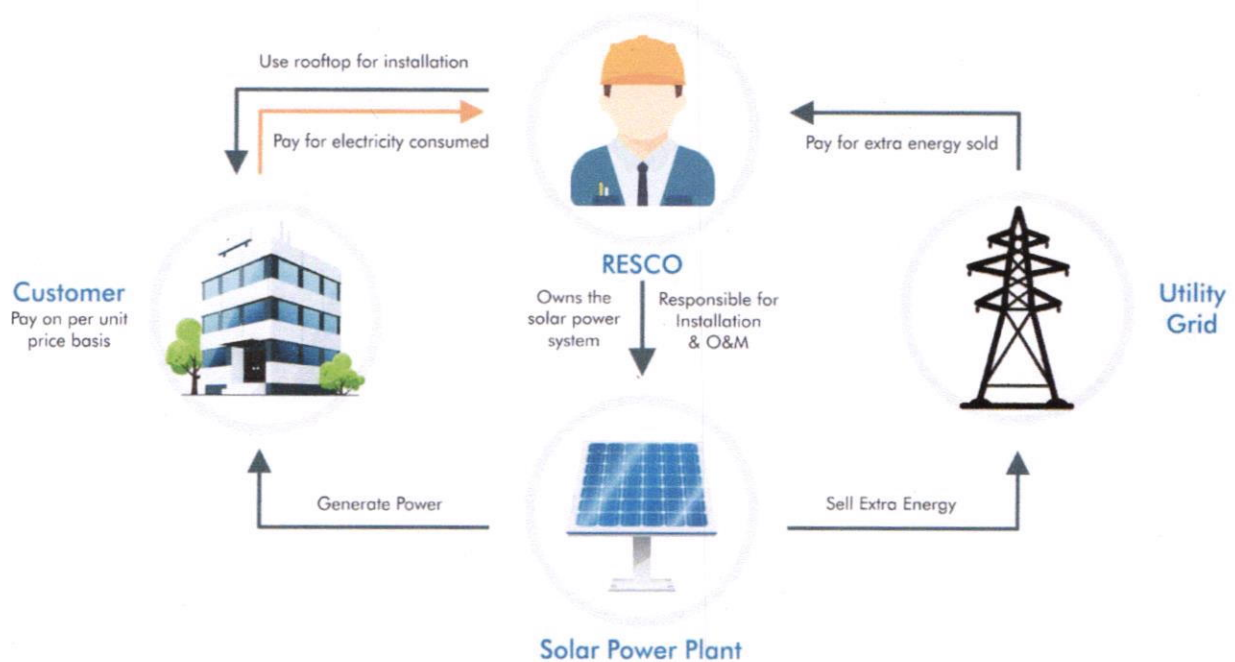 Use rooftop for installation
Pay for electricity consumed
Pay for extra energy sold
RESCO
Owns the
solar power
system
Responsible for
Installation
& O&M
Customer
Pay on per unit
price basis
Utility
Grid
Generate Power
Sell Extra Energy
Solar Power Plant